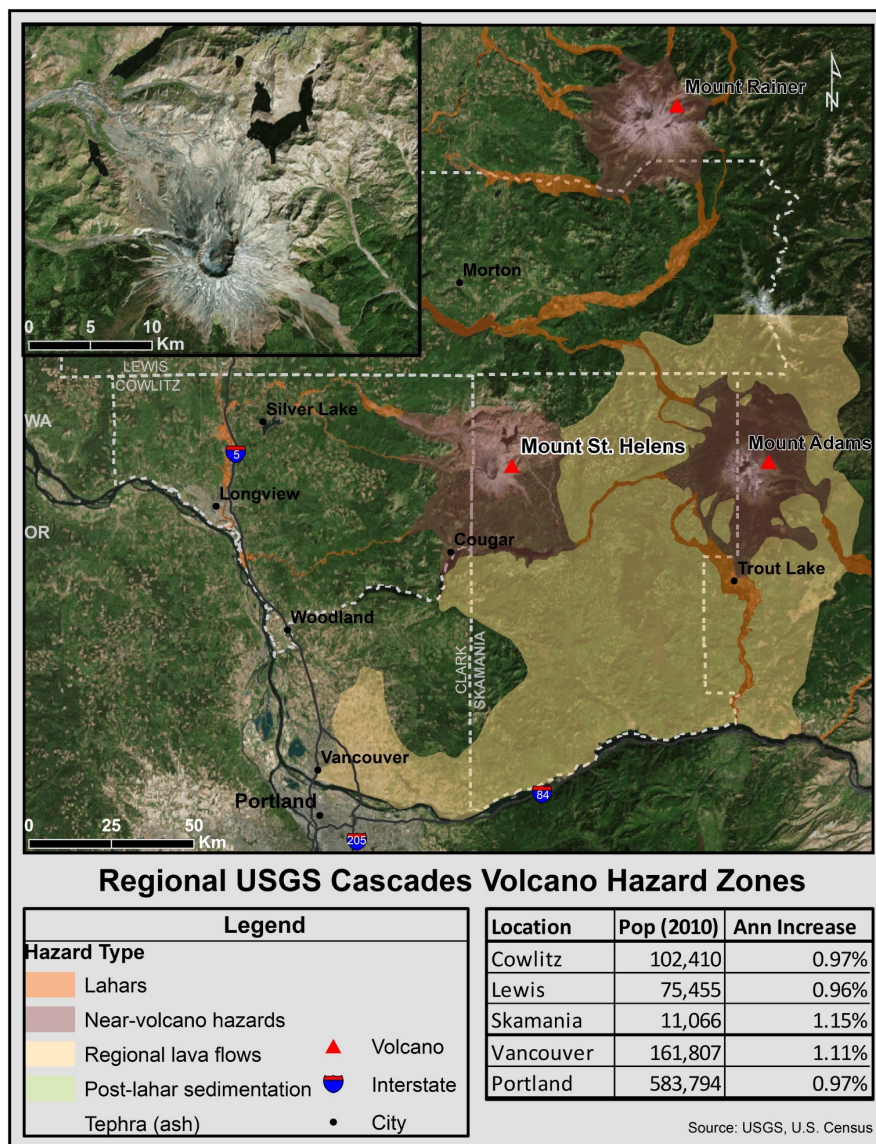 Mount Rainer
N
Morton
0 5 10
Km
LEWIS
COWLITZ
WA
Silver Lake
5
Mount St. Helens
Mount Adams
Longview
OR
Cougar
Trout Lake
Woodland
CLARK
SKAMANIA
Vancouver
Portland
84
205
0 25 50
Km
Regional USGS Cascades Volcano Hazard Zones
Legend
Hazard Type
Lahars
Near-volcano hazards
Regional lava flows
Post-lahar sedimentation
Tephra (ash)
Volcano
Interstate
City
Location Pop (2010) Ann Increase
Cowlitz 102,410 0.97%
Lewis 75,455 0.96%
Skamania 11,066 1.15%
Vancouver 161,807 1.11%
Portland 583,794 0.97%
Source: USGS, U.S. Census